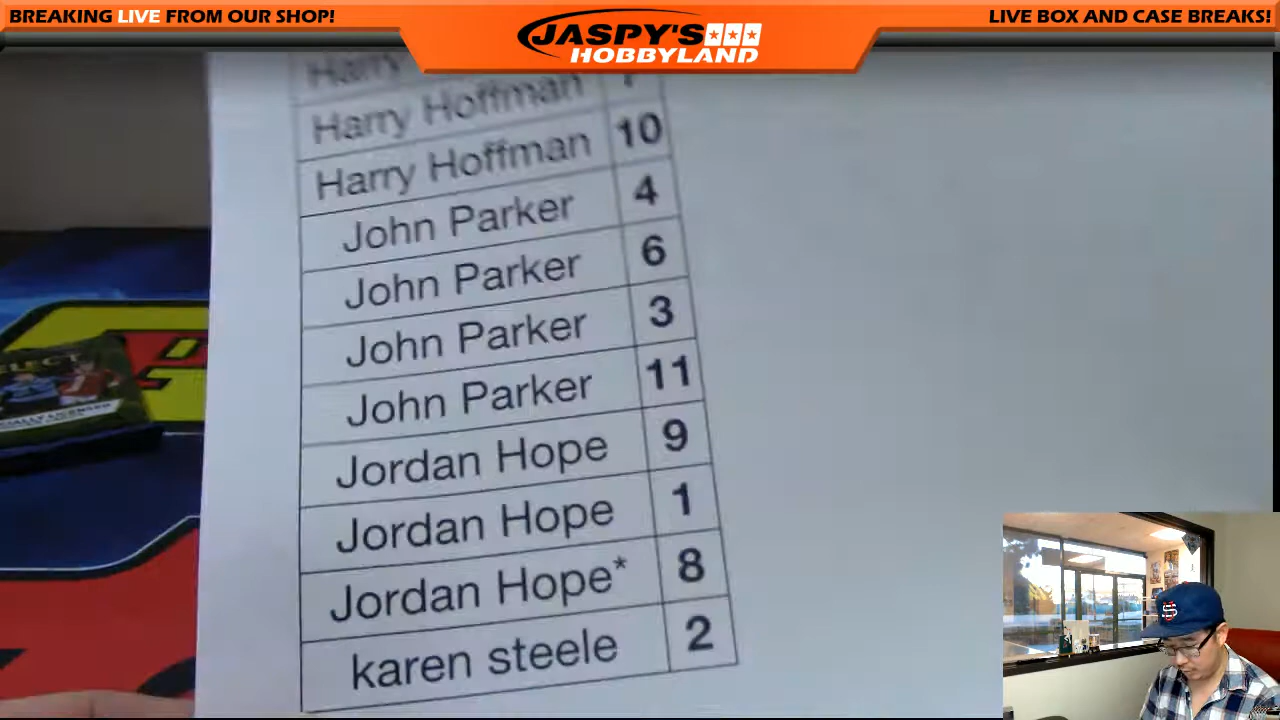 BREAKING LIVE FROM OUR SHOP!
JASPY'S
HOBBYLAND
LIVE BOX AND CASE BREAKS!
Harry
Harry Hoffman
Harry Hoffman 10
John Parker 4
John Parker 6
John Parker 3
John Parker 11
Jordan Hope 9
Jordan Hope 1
Jordan Hope* 8
karen steele 2